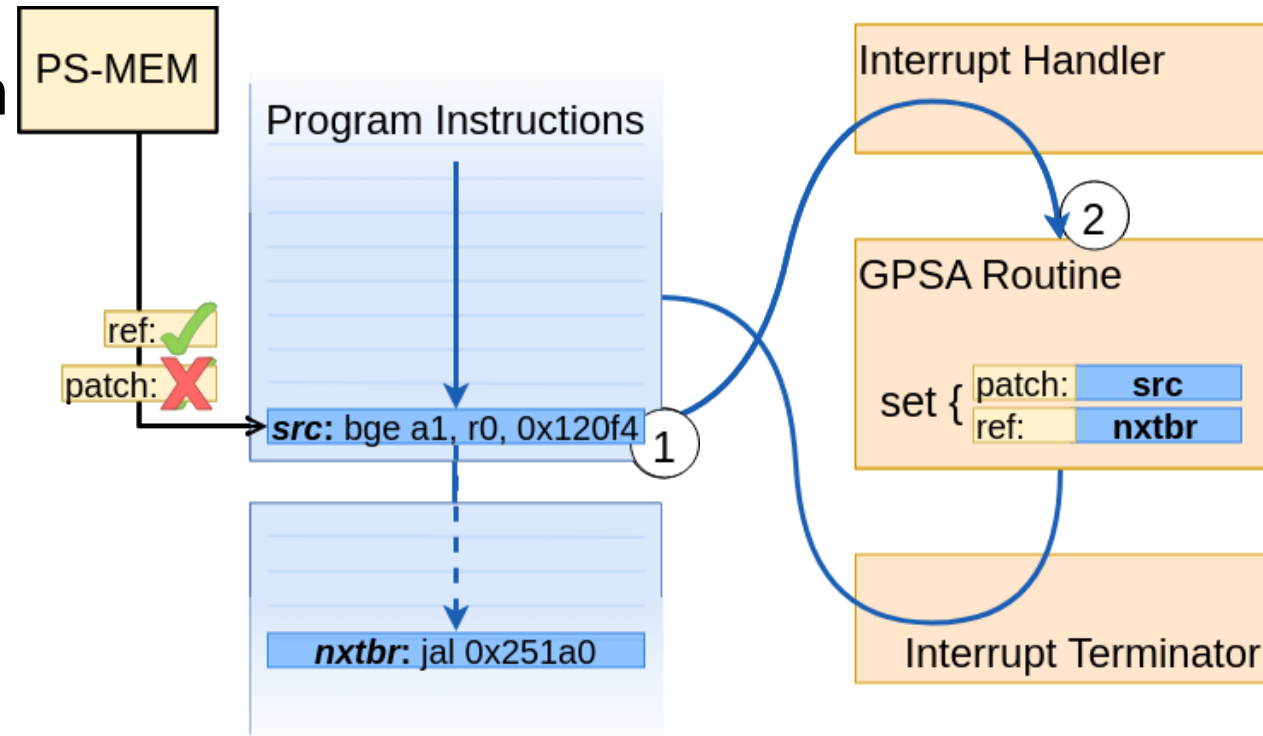 PS-MEM
n
Program Instructions
ref:
patch:
src: bge a1, r0, 0x120f4
1
nxtbr: jal 0x251a0
Interrupt Handler
2
GPSA Routine
set {
patch: src
ref: nxtbr
Interrupt Terminator